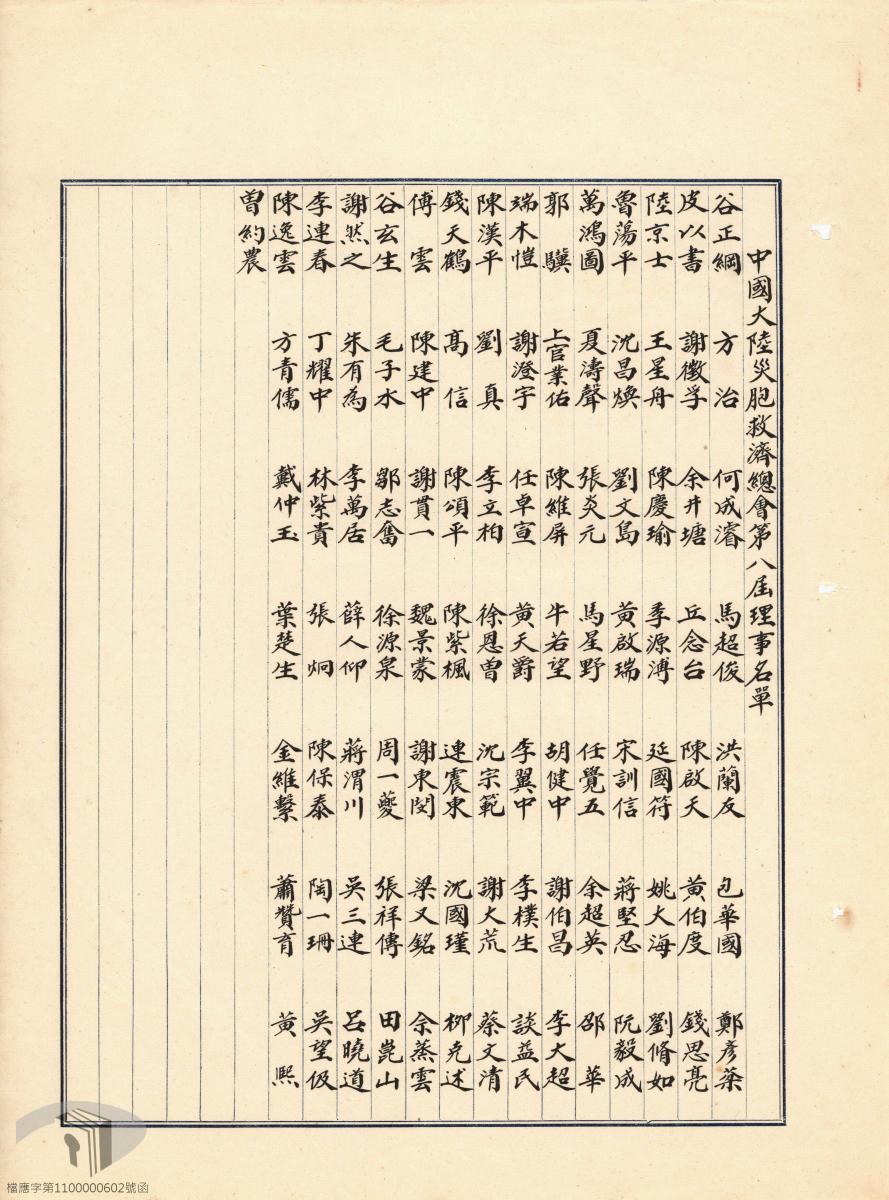 中國大陸災胞救濟總會第八屆理事名單
谷正綱 方治 何成濬 馬超俊 洪蘭友 包華國 鄭彥棻
皮以書 謝徵孚 余井塘 丘念台 陳啟天 黃伯度 錢思亮
陸京士 王星舟 陳慶瑜 季源溥 延國符 姚大海 劉脩如
魯蕩平 沈昌煥 劉文島 黃啟瑞 宋訓信 蔣堅忍 阮毅成
萬鴻圖 夏濤聲 張炎元 馬星野 任覺五 余超英 邵華
郭驥 上官業佑 陳維屏 牛若望 胡健中 謝伯昌 李大超
端木愷 謝澄宇 任卓宣 黃天爵 李翼中 李樸生 談益民
陳漢平 劉真 李立柏 徐恩曾 沈宗範 謝大荒 蔡文清
錢天鶴 高信 陳頌平 陳紫楓 連震東 沈國瑾 柳克述
傅雲 陳建中 謝貫一 魏景蒙 謝東閔 梁又銘 余蒸雲
谷玄生 毛子水 鄒志奮 徐源泉 周一夔 張祥傳 田崑山
謝然之 朱有為 李萬居 薛人仰 蔣渭川 吳三連 呂曉道
李連春 丁耀中 林紫貴 張炯 陳保泰 陶一珊 吳望伋
陳逸雲 方青儒 戴仲玉 葉楚生 金維繫 蕭贊育 黃熙
曾約農
檔應字第1100000602號函